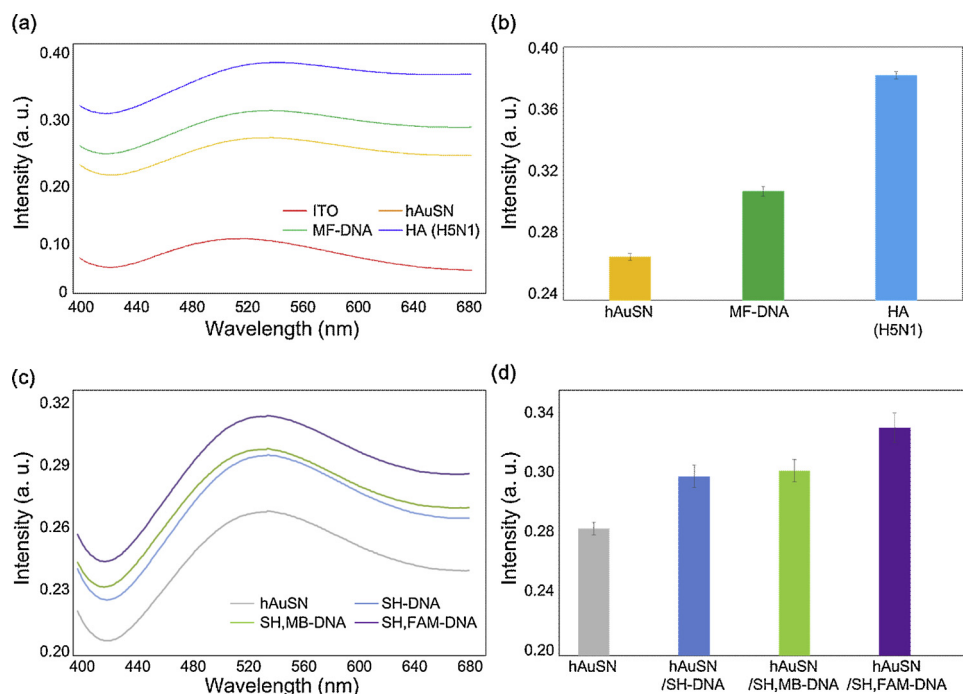 (a)
Intensity (a. u.)
0.40
0.30
0.20
0.10
0
ITO
hAuSN
MF-DNA
HA (H5N1)
400 440 480 520 560 600 640 680
Wavelength (nm)
(b)
Intensity (a. u.)
0.40
0.36
0.32
0.28
0.24
hAuSN
MF-DNA
HA
(H5N1)
(c)
Intensity (a. u.)
0.32
0.29
0.26
0.23
0.20
hAuSN
SH-DNA
SH,MB-DNA
SH,FAM-DNA
400 440 480 520 560 600 640 680
Wavelength (nm)
(d)
Intensity (a. u.)
0.34
0.30
0.28
0.24
0.20
hAuSN
hAuSN
/SH-DNA
hAuSN
/SH,MB-DNA
hAuSN
/SH,FAM-DNA